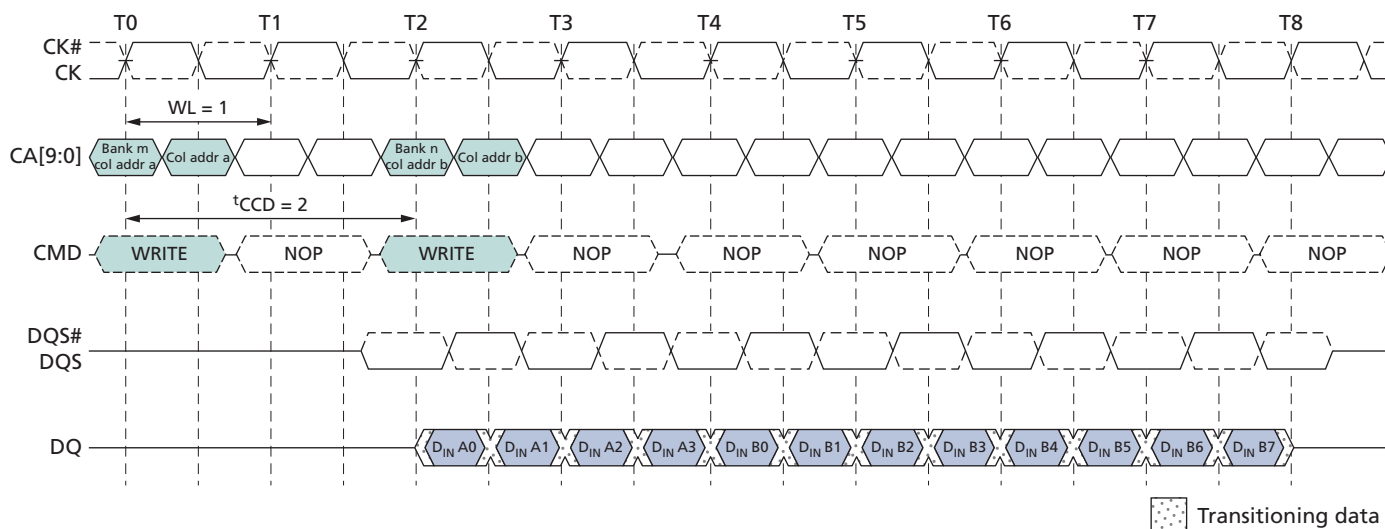 T0 T1 T2 T3 T4 T5 T6 T7 T8
CK#
CK
WL = 1
CA[9:0]
Bank m
col addr a
Col addr a
Bank n
col addr b
Col addr b
tCCD = 2
CMD WRITE NOP WRITE NOP NOP NOP NOP NOP NOP
DQS#
DQS
DQ DIN A0 DIN A1 DIN A2 DIN A3 DIN B0 DIN B1 DIN B2 DIN B3 DIN B4 DIN B5 DIN B6 DIN B7
Transitioning data